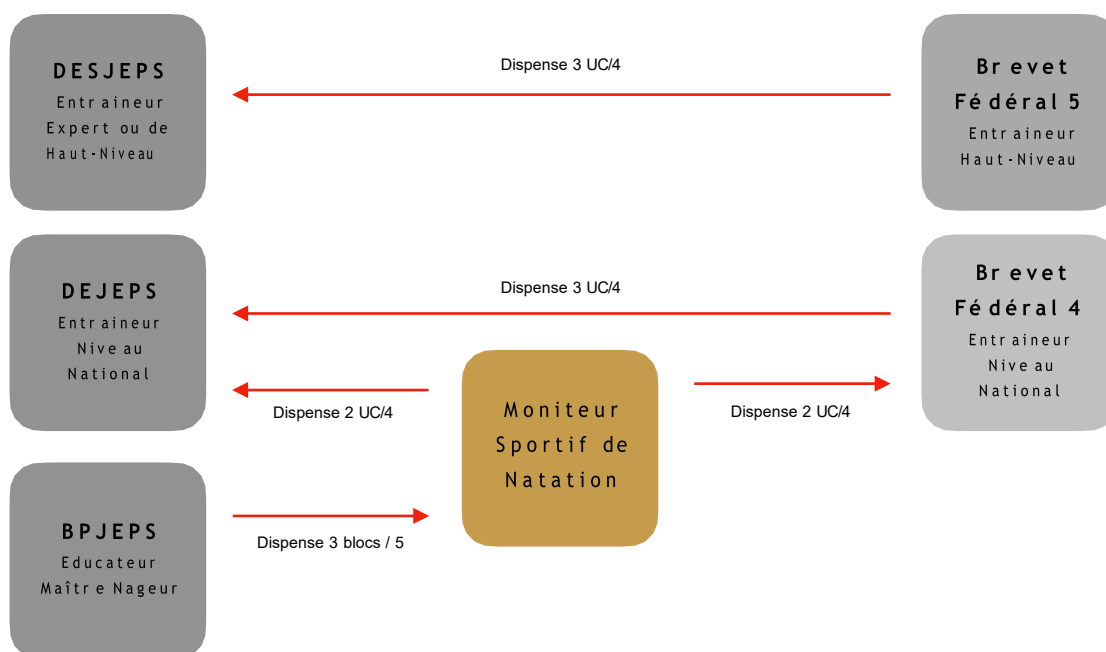 DESJEPS
Entraineur
Expert ou de
Haut-Niveau
Dispense 3 UC/4
Brevet
Fédéral 5
Entraineur
Haut-Niveau
DEJEPS
Entraineur
Niveau
National
Dispense 3 UC/4
Brevet
Fédéral 4
Entraineur
Niveau
National
Dispense 2 UC/4
Moniteur
Sportif de
Natation
Dispense 2 UC/4
BPJEPS
Educateur
Maître Nageur
Dispense 3 blocs / 5